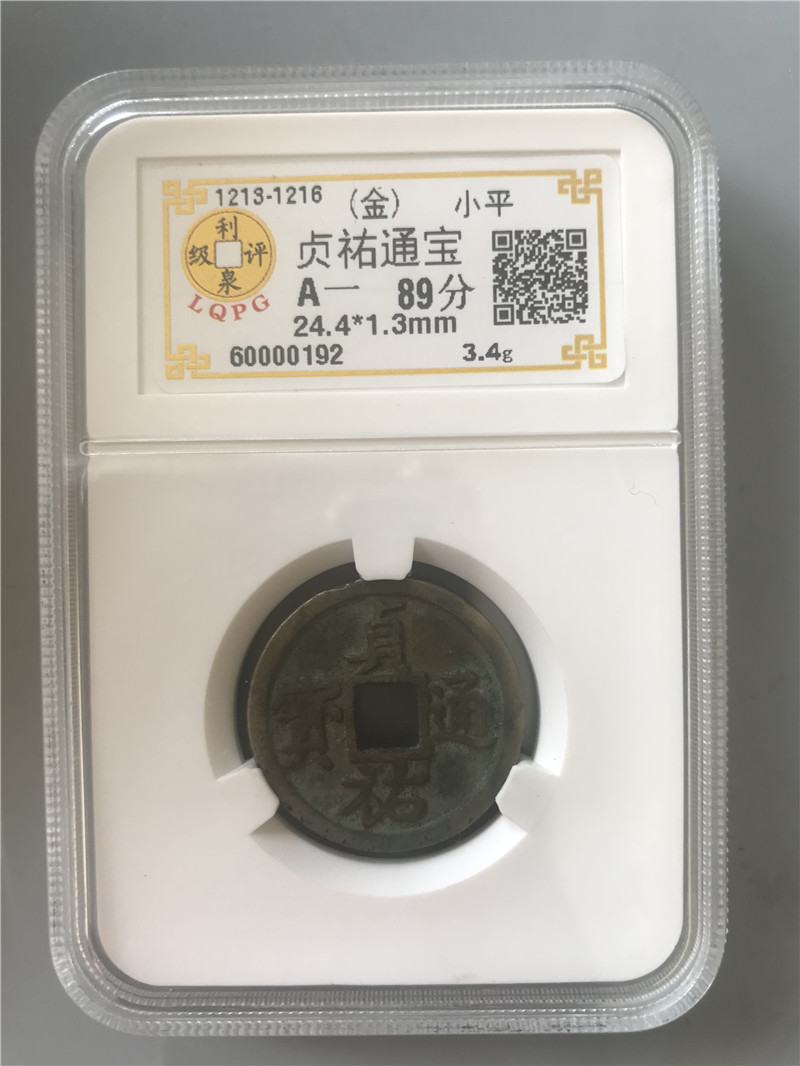 1213-1216 (金) 小平
利泉评级
LQPG
贞祐通宝
A一 89分
24.4*1.3mm
60000192 3.4g
貞祐通寳